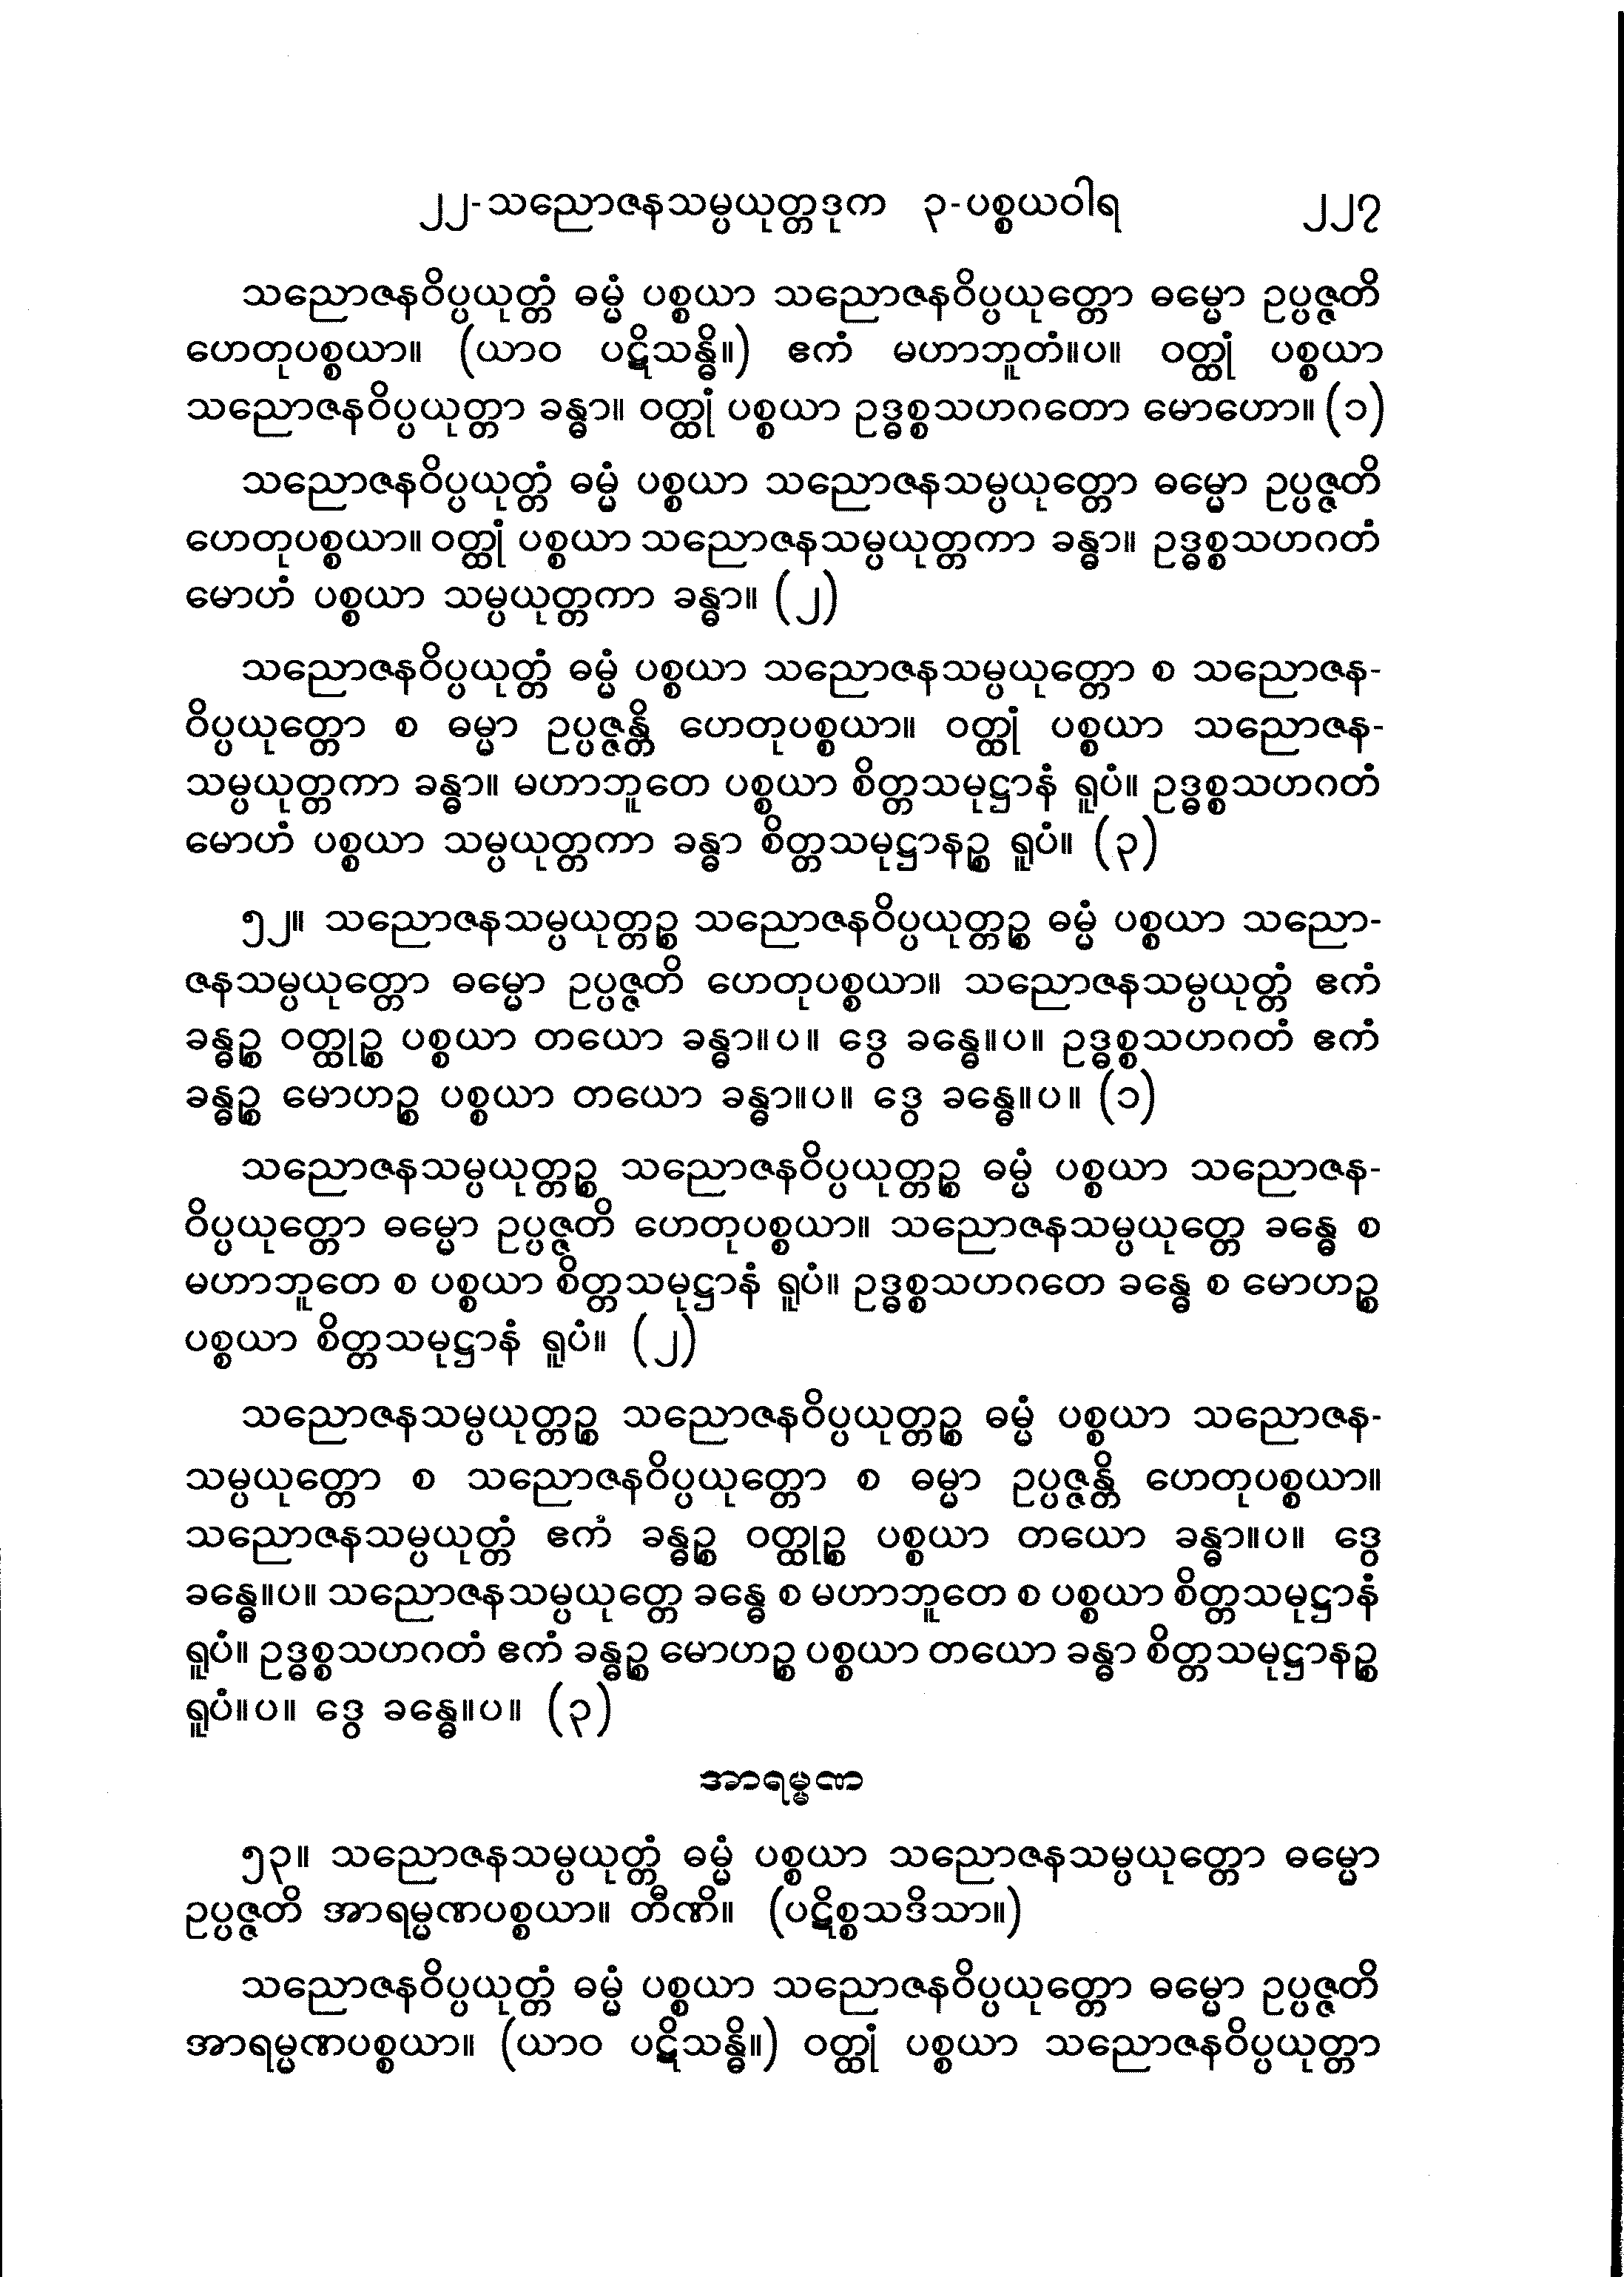 ၂၂-သညောဇနသမ္ပယုတ္တဒုက ၃-ပစ္စယဝါရ ၂၂၇
သညောဇနဝိပ္ပယုတ္တံ ဓမ္မံ ပစ္စယာ သညောဇနဝိပ္ပယုတ္တော ဓမ္မော ဥပ္ပဇ္ဇတိ
ဟေတုပစ္စယာ။ (ယာဝ ပဋိသန္ဓိ။) ဧကံ မဟာဘူတံ။ပ။ ဝတ္ထုံ ပစ္စယာ
သညောဇနဝိပ္ပယုတ္တာ ခန္ဓာ။ ဝတ္ထုံ ပစ္စယာ ဥဒ္ဓစ္စသဟဂတော မောဟော။ (၁)
သညောဇနဝိပ္ပယုတ္တံ ဓမ္မံ ပစ္စယာ သညောဇနသမ္ပယုတ္တော ဓမ္မော ဥပ္ပဇ္ဇတိ
ဟေတုပစ္စယာ။ ဝတ္ထုံ ပစ္စယာ သညောဇနသမ္ပယုတ္တကာ ခန္ဓာ။ ဥဒ္ဓစ္စသဟဂတံ
မောဟံ ပစ္စယာ သမ္ပယုတ္တကာ ခန္ဓာ။ (၂)
သညောဇနဝိပ္ပယုတ္တံ ဓမ္မံ ပစ္စယာ သညောဇနသမ္ပယုတ္တော စ သညောဇန-
ဝိပ္ပယုတ္တော စ ဓမ္မာ ဥပ္ပဇ္ဇန္တိ ဟေတုပစ္စယာ။ ဝတ္ထုံ ပစ္စယာ သညောဇန-
သမ္ပယုတ္တကာ ခန္ဓာ။ မဟာဘူတေ ပစ္စယာ စိတ္တသမုဋ္ဌာနံ ရူပံ။ ဥဒ္ဓစ္စသဟဂတံ
မောဟံ ပစ္စယာ သမ္ပယုတ္တကာ ခန္ဓာ စိတ္တသမုဋ္ဌာနဉ္စ ရူပံ။ (၃)
၅၂။ သညောဇနသမ္ပယုတ္တဉ္စ သညောဇနဝိပ္ပယုတ္တဉ္စ ဓမ္မံ ပစ္စယာ သညော-
ဇနသမ္ပယုတ္တော ဓမ္မော ဥပ္ပဇ္ဇတိ ဟေတုပစ္စယာ။ သညောဇနသမ္ပယုတ္တံ ဧကံ
ခန္ဓဉ္စ ဝတ္ထုဉ္စ ပစ္စယာ တယော ခန္ဓာ။ပ။ ဒွေ ခန္ဓေ။ပ။ ဥဒ္ဓစ္စသဟဂတံ ဧကံ
ခန္ဓဉ္စ မောဟဉ္စ ပစ္စယာ တယော ခန္ဓာ။ပ။ ဒွေ ခန္ဓေ။ပ။ (၁)
သညောဇနသမ္ပယုတ္တဉ္စ သညောဇနဝိပ္ပယုတ္တဉ္စ ဓမ္မံ ပစ္စယာ သညောဇန-
ဝိပ္ပယုတ္တော ဓမ္မော ဥပ္ပဇ္ဇတိ ဟေတုပစ္စယာ။ သညောဇနသမ္ပယုတ္တေ ခန္ဓေ စ
မဟာဘူတေ စ ပစ္စယာ စိတ္တသမုဋ္ဌာနံ ရူပံ။ ဥဒ္ဓစ္စသဟဂတေ ခန္ဓေ စ မောဟဉ္စ
ပစ္စယာ စိတ္တသမုဋ္ဌာနံ ရူပံ။ (၂)
သညောဇနသမ္ပယုတ္တဉ္စ သညောဇနဝိပ္ပယုတ္တဉ္စ ဓမ္မံ ပစ္စယာ သညောဇန-
သမ္ပယုတ္တော စ သညောဇနဝိပ္ပယုတ္တော စ ဓမ္မာ ဥပ္ပဇ္ဇန္တိ ဟေတုပစ္စယာ။
သညောဇနသမ္ပယုတ္တံ ဧကံ ခန္ဓဉ္စ ဝတ္ထုဉ္စ ပစ္စယာ တယော ခန္ဓာ။ပ။ ဒွေ
ခန္ဓေ။ပ။ သညောဇနသမ္ပယုတ္တေ ခန္ဓေ စ မဟာဘူတေ စ ပစ္စယာ စိတ္တသမုဋ္ဌာနံ
ရူပံ။ ဥဒ္ဓစ္စသဟဂတံ ဧကံ ခန္ဓဉ္စ မောဟဉ္စ ပစ္စယာ တယော ခန္ဓာ စိတ္တသမုဋ္ဌာနဉ္စ
ရူပံ။ပ။ ဒွေ ခန္ဓေ။ပ။ (၃)
အာရမ္မဏ
၅၃။ သညောဇနသမ္ပယုတ္တံ ဓမ္မံ ပစ္စယာ သညောဇနသမ္ပယုတ္တော ဓမ္မော
ဥပ္ပဇ္ဇတိ အာရမ္မဏပစ္စယာ။ တီဏိ။ (ပဋိစ္စသဒိသာ။)
သညောဇနဝိပ္ပယုတ္တံ ဓမ္မံ ပစ္စယာ သညောဇနဝိပ္ပယုတ္တော ဓမ္မော ဥပ္ပဇ္ဇတိ
အာရမ္မဏပစ္စယာ။ (ယာဝ ပဋိသန္ဓိ။) ဝတ္ထုံ ပစ္စယာ သညောဇနဝိပ္ပယုတ္တာ